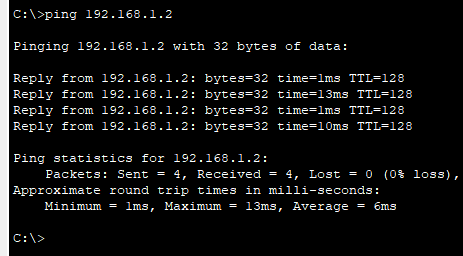 C:\>ping 192.168.1.2
Pinging 192.168.1.2 with 32 bytes of data:
Reply from 192.168.1.2: bytes=32 time=1ms TTL=128
Reply from 192.168.1.2: bytes=32 time=13ms TTL=128
Reply from 192.168.1.2: bytes=32 time=1ms TTL=128
Reply from 192.168.1.2: bytes=32 time=10ms TTL=128
Ping statistics for 192.168.1.2:
    Packets: Sent = 4, Received = 4, Lost = 0 (0% loss),
Approximate round trip times in milli-seconds:
    Minimum = 1ms, Maximum = 13ms, Average = 6ms
C:\>